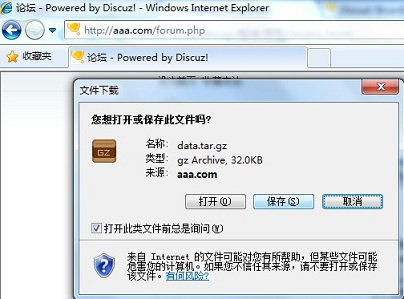 论坛 - Powered by Discuz! - Windows Internet Explorer
http://aaa.com/forum.php
收藏夹
论坛 - Powered by Discuz!
文件下载
您想打开或保存此文件吗?
GZ
名称: data.tar.gz
类型: gz Archive, 32.0KB
来源: aaa.com
打开(O)
保存(S)
取消
打开此类文件前总是询问(W)
来自 Internet 的文件可能对您有所帮助，但某些文件可能
危害您的计算机。如果您不信任其来源，请不要打开或保存
该文件。有何风险?